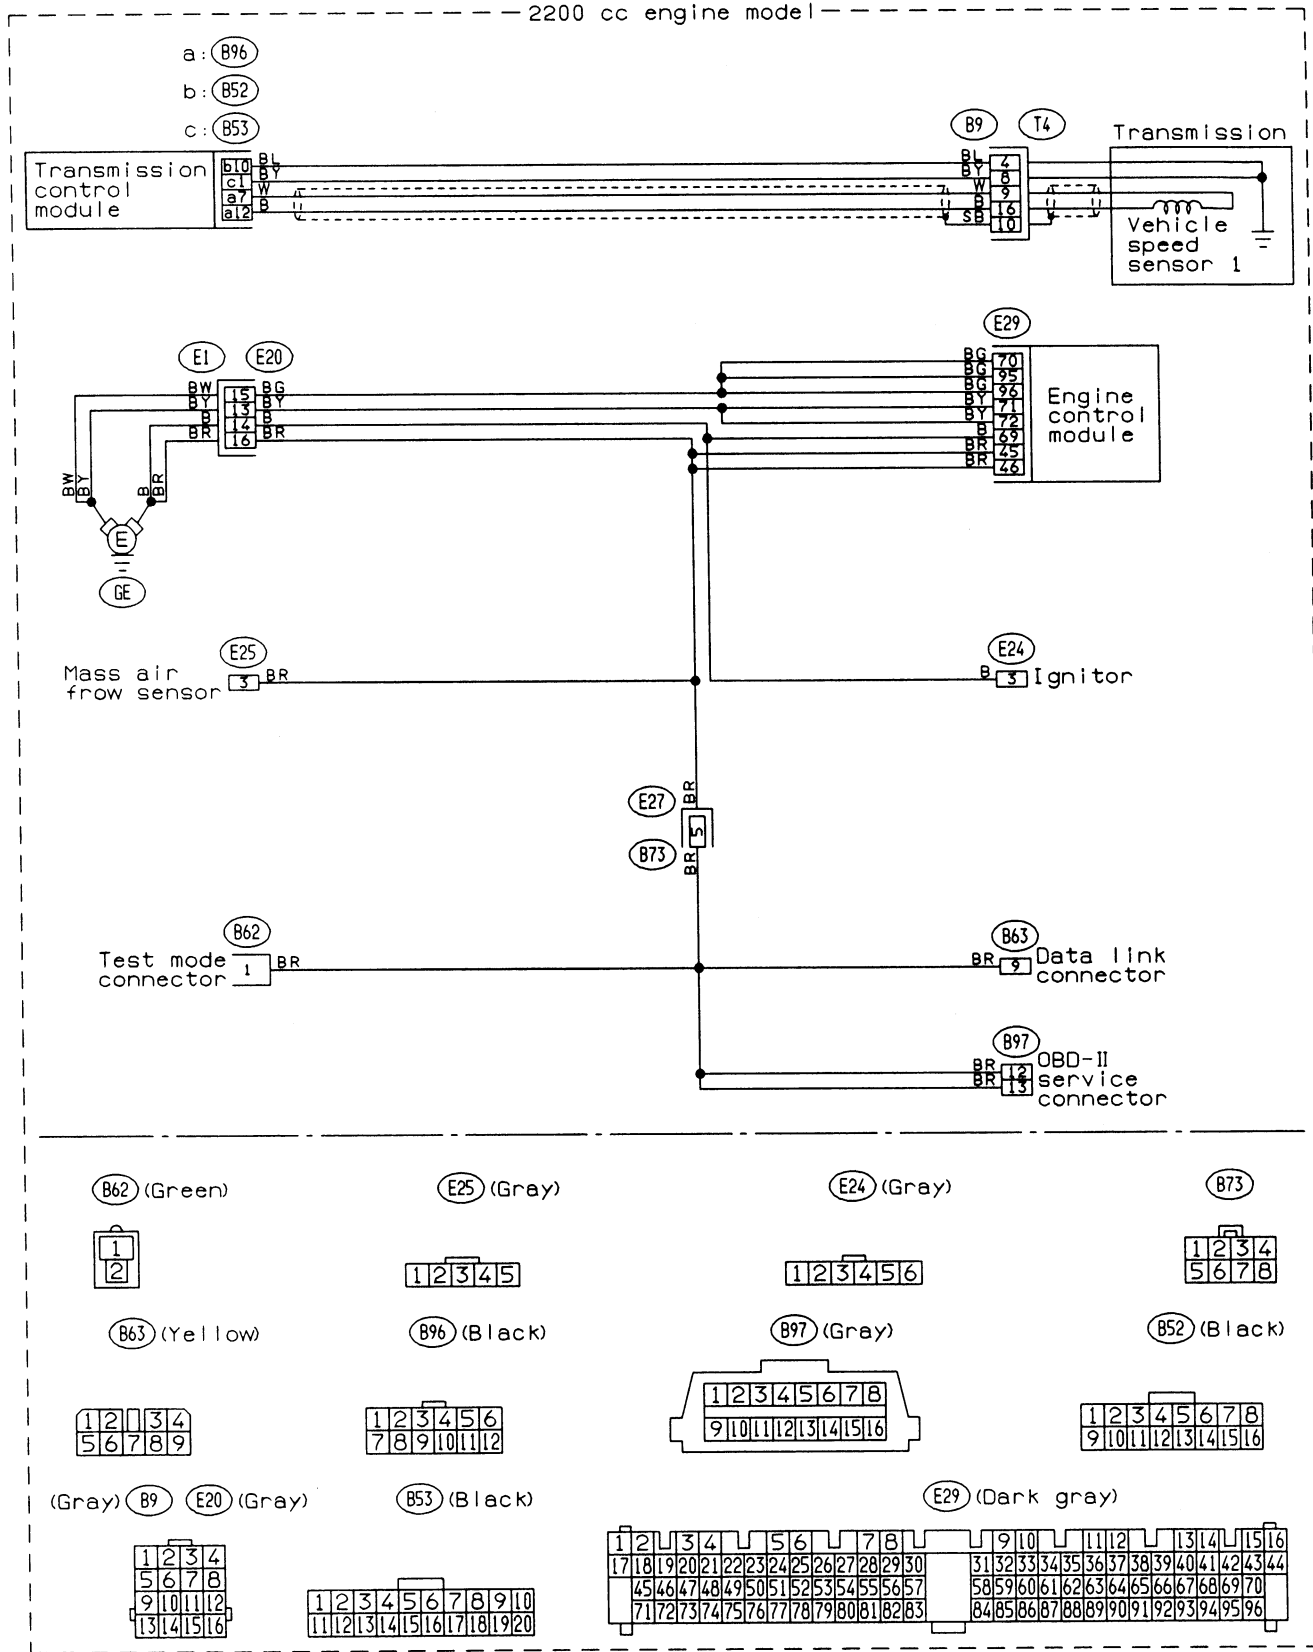 2200 cc engine model
a: B96
b: B52
c: B53
B9 T4
Transmission
Transmission
control
module
b10 BL
c1 BY
a7 W
a12 B
BL 4
BY 8
W 9
B 16
SB 10
Vehicle
speed
sensor 1
E29
E1 E20
BW 15 BG
BY 13 BY
B 14
BR 16 BR
BG 70
BG 95
BG 96
BY 71
BY 72
B 69
BR 45
BR 46
Engine
control
module
BW BY B BR
E
GE
E25
Mass air
frow sensor
3 BR
E24
B 3 Ignitor
BR
E27
5
B73
BR
B62
Test mode
connector
1 BR
B63
BR 9 Data link
connector
B97
BR 12
BR 13
OBD-II
service
connector
B62 (Green) E25 (Gray) E24 (Gray) B73
1
2
1 2 3 4 5
1 2 3 4 5 6
1 2 3 4
5 6 7 8
B63 (Yellow) B96 (Black) B97 (Gray) B52 (Black)
1 2 3 4
5 6 7 8 9
1 2 3 4 5 6
7 8 9 10 11 12
1 2 3 4 5 6 7 8
9 10 11 12 13 14 15 16
1 2 3 4 5 6 7 8
9 10 11 12 13 14 15 16
(Gray) B9 E20 (Gray) B53 (Black) E29 (Dark gray)
1 2 3 4
5 6 7 8
9 10 11 12
13 14 15 16
1 2 3 4 5 6 7 8 9 10
11 12 13 14 15 16 17 18 19 20
1 2 3 4 5 6 7 8 9 10 11 12 13 14 15 16
17 18 19 20 21 22 23 24 25 26 27 28 29 30 31 32 33 34 35 36 37 38 39 40 41 42 43 44
45 46 47 48 49 50 51 52 53 54 55 56 57 58 59 60 61 62 63 64 65 66 67 68 69 70
71 72 73 74 75 76 77 78 79 80 81 82 83 84 85 86 87 88 89 90 91 92 93 94 95 96